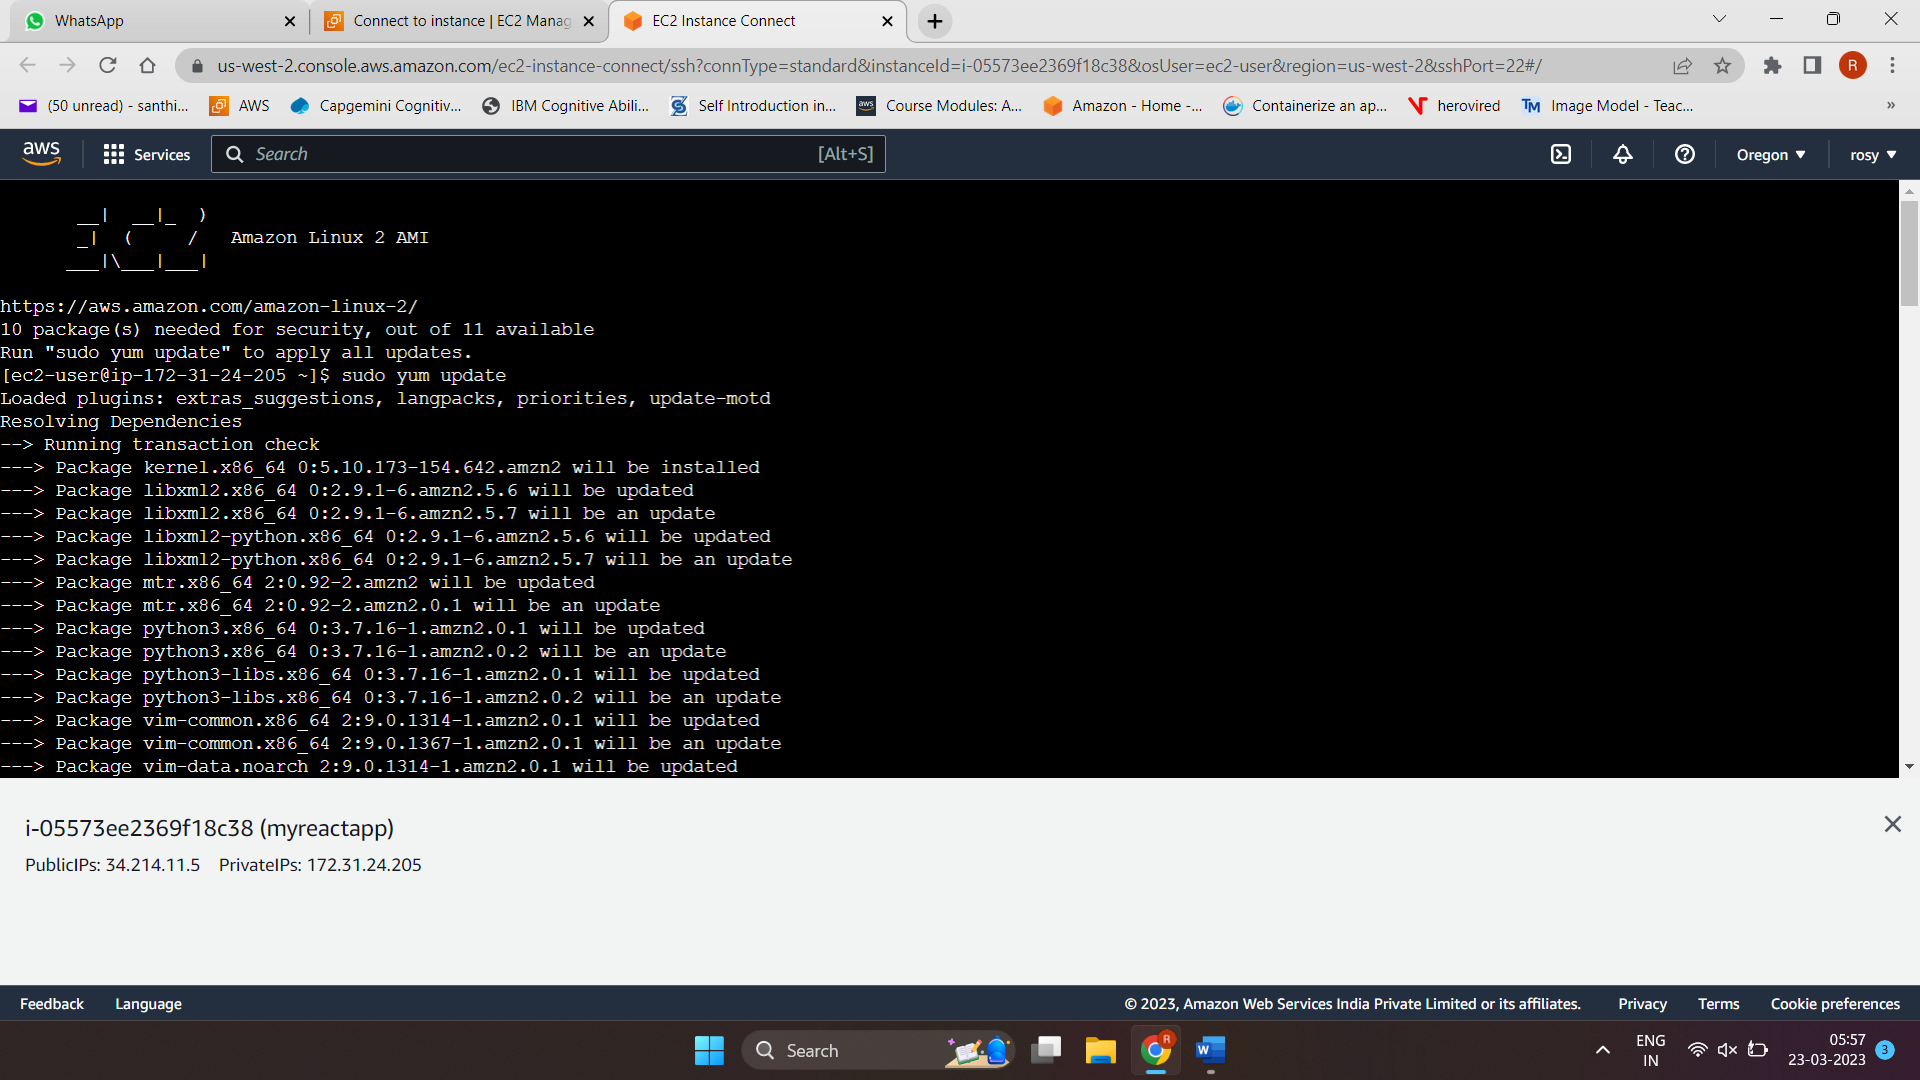 WhatsApp
Connect to instance | EC2 Manag
EC2 Instance Connect
us-west-2.console.aws.amazon.com/ec2-instance-connect/ssh?connType=standard&instanceId=i-05573ee2369f18c38&osUser=ec2-user&region=us-west-2&sshPort=22#/
R
(50 unread) - santhi...
AWS
Capgemini Cognitiv...
IBM Cognitive Abili...
Self Introduction in...
aws
Course Modules: A...
Amazon - Home -...
Containerize an ap...
herovired
TM
Image Model - Teac...
»
aws
Services
Search
[Alt+S]
Oregon
rosy
__|  __|_  )
_|  (     /   Amazon Linux 2 AMI
___|\___|___|
https://aws.amazon.com/amazon-linux-2/
10 package(s) needed for security, out of 11 available
Run "sudo yum update" to apply all updates.
[ec2-user@ip-172-31-24-205 ~]$ sudo yum update
Loaded plugins: extras_suggestions, langpacks, priorities, update-motd
Resolving Dependencies
--> Running transaction check
---> Package kernel.x86_64 0:5.10.173-154.642.amzn2 will be installed
---> Package libxml2.x86_64 0:2.9.1-6.amzn2.5.6 will be updated
---> Package libxml2.x86_64 0:2.9.1-6.amzn2.5.7 will be an update
---> Package libxml2-python.x86_64 0:2.9.1-6.amzn2.5.6 will be updated
---> Package libxml2-python.x86_64 0:2.9.1-6.amzn2.5.7 will be an update
---> Package mtr.x86_64 2:0.92-2.amzn2 will be updated
---> Package mtr.x86_64 2:0.92-2.amzn2.0.1 will be an update
---> Package python3.x86_64 0:3.7.16-1.amzn2.0.1 will be updated
---> Package python3.x86_64 0:3.7.16-1.amzn2.0.2 will be an update
---> Package python3-libs.x86_64 0:3.7.16-1.amzn2.0.1 will be updated
---> Package python3-libs.x86_64 0:3.7.16-1.amzn2.0.2 will be an update
---> Package vim-common.x86_64 2:9.0.1314-1.amzn2.0.1 will be updated
---> Package vim-common.x86_64 2:9.0.1367-1.amzn2.0.1 will be an update
---> Package vim-data.noarch 2:9.0.1314-1.amzn2.0.1 will be updated
i-05573ee2369f18c38 (myreactapp)
PublicIPs: 34.214.11.5 PrivateIPs: 172.31.24.205
Feedback
Language
© 2023, Amazon Web Services India Private Limited or its affiliates.
Privacy
Terms
Cookie preferences
Search
R
W
ENG
IN
05:57
23-03-2023
3